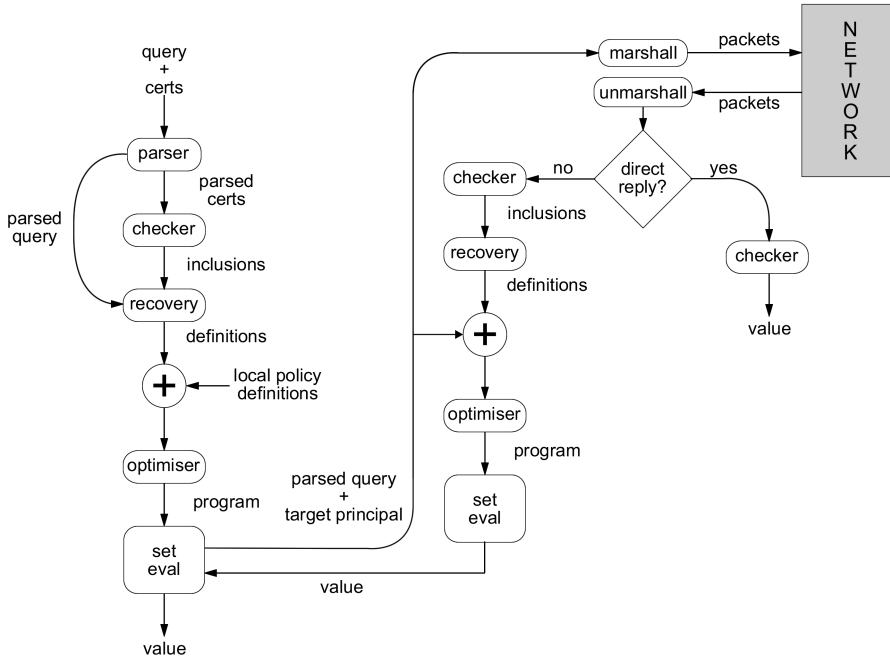 query
+
certs
parser
parsed
certs
parsed
query
checker
inclusions
recovery
definitions
+
local policy
definitions
optimiser
program
set
eval
value
parsed query
+
target principal
marshall
packets
unmarshall
packets
N
E
T
W
O
R
K
direct
reply?
no
yes
checker
inclusions
recovery
definitions
+
optimiser
program
set
eval
value
checker
value